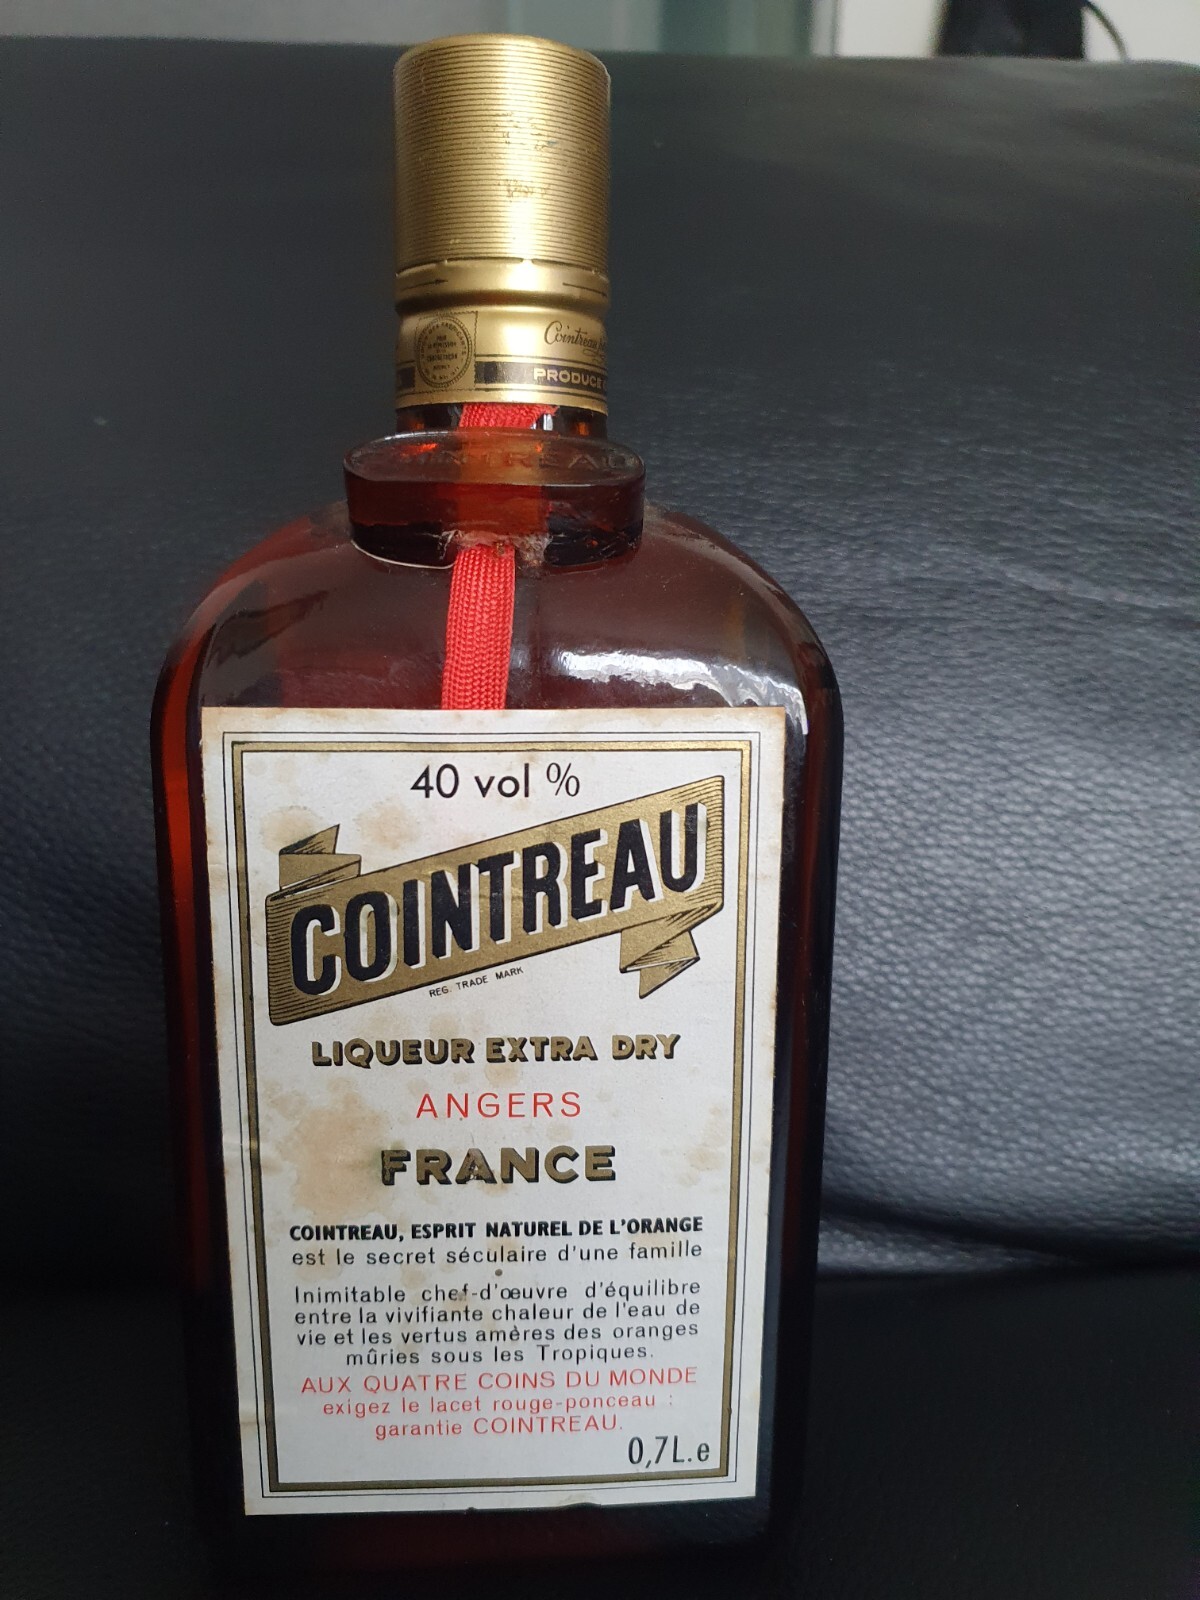 Cointreau
PRODUCE
COINTREAU
40 vol %
COINTREAU
REG. TRADE MARK
LIQUEUR EXTRA DRY
ANGERS
FRANCE
COINTREAU, ESPRIT NATUREL DE L'ORANGE
est le secret séculaire d'une famille
Inimitable chef-d'œuvre d'équilibre
entre la vivifiante chaleur de l'eau de
vie et les vertus amères des oranges
mûries sous les Tropiques.
AUX QUATRE COINS DU MONDE
exigez le lacet rouge-ponceau :
garantie COINTREAU.
0,7L.e